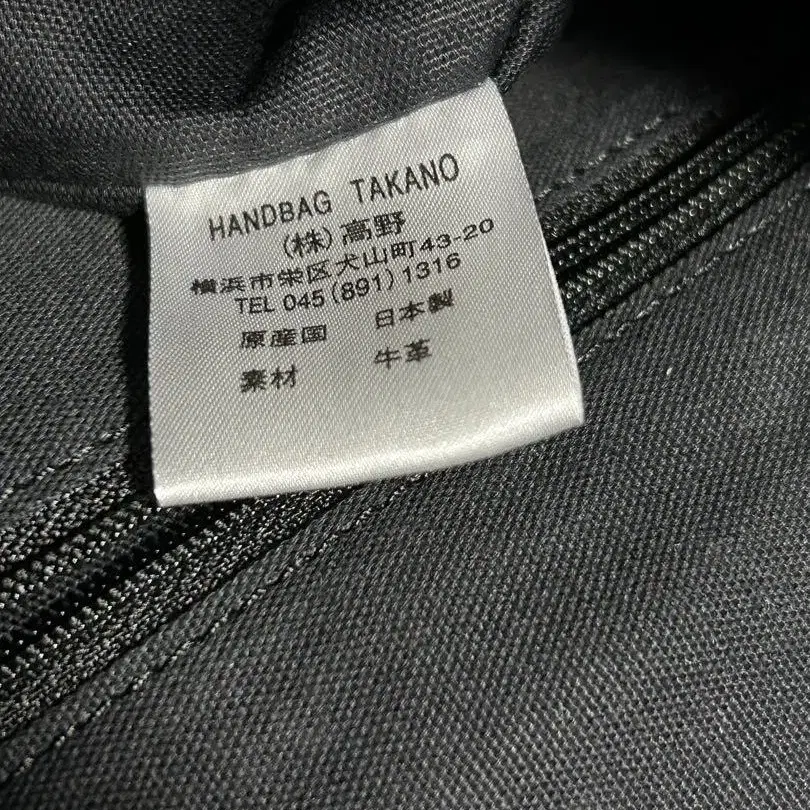 HANDBAG TAKANO
(株)高野
横浜市栄区犬山町43-20
TEL 045(891)1316
原産国 日本製
素材 牛革